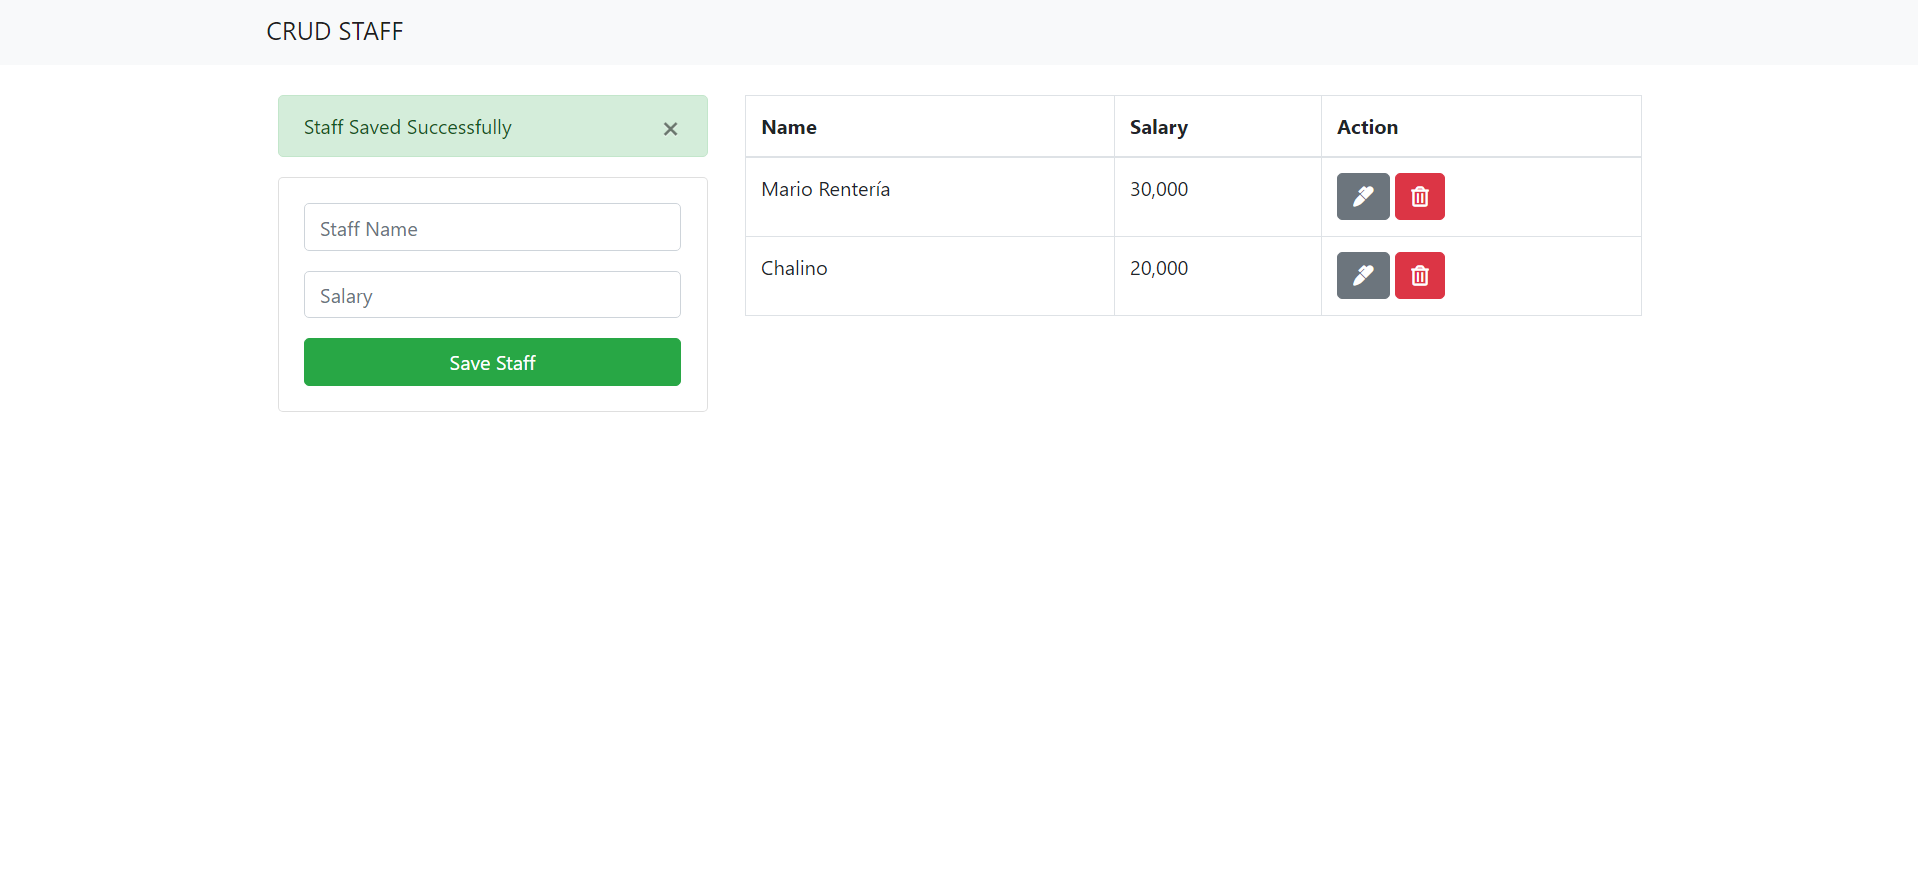 CRUD STAFF
Staff Saved Successfully ×
Staff Name
Salary
Save Staff
Name Salary Action
Mario Rentería 30,000
Chalino 20,000